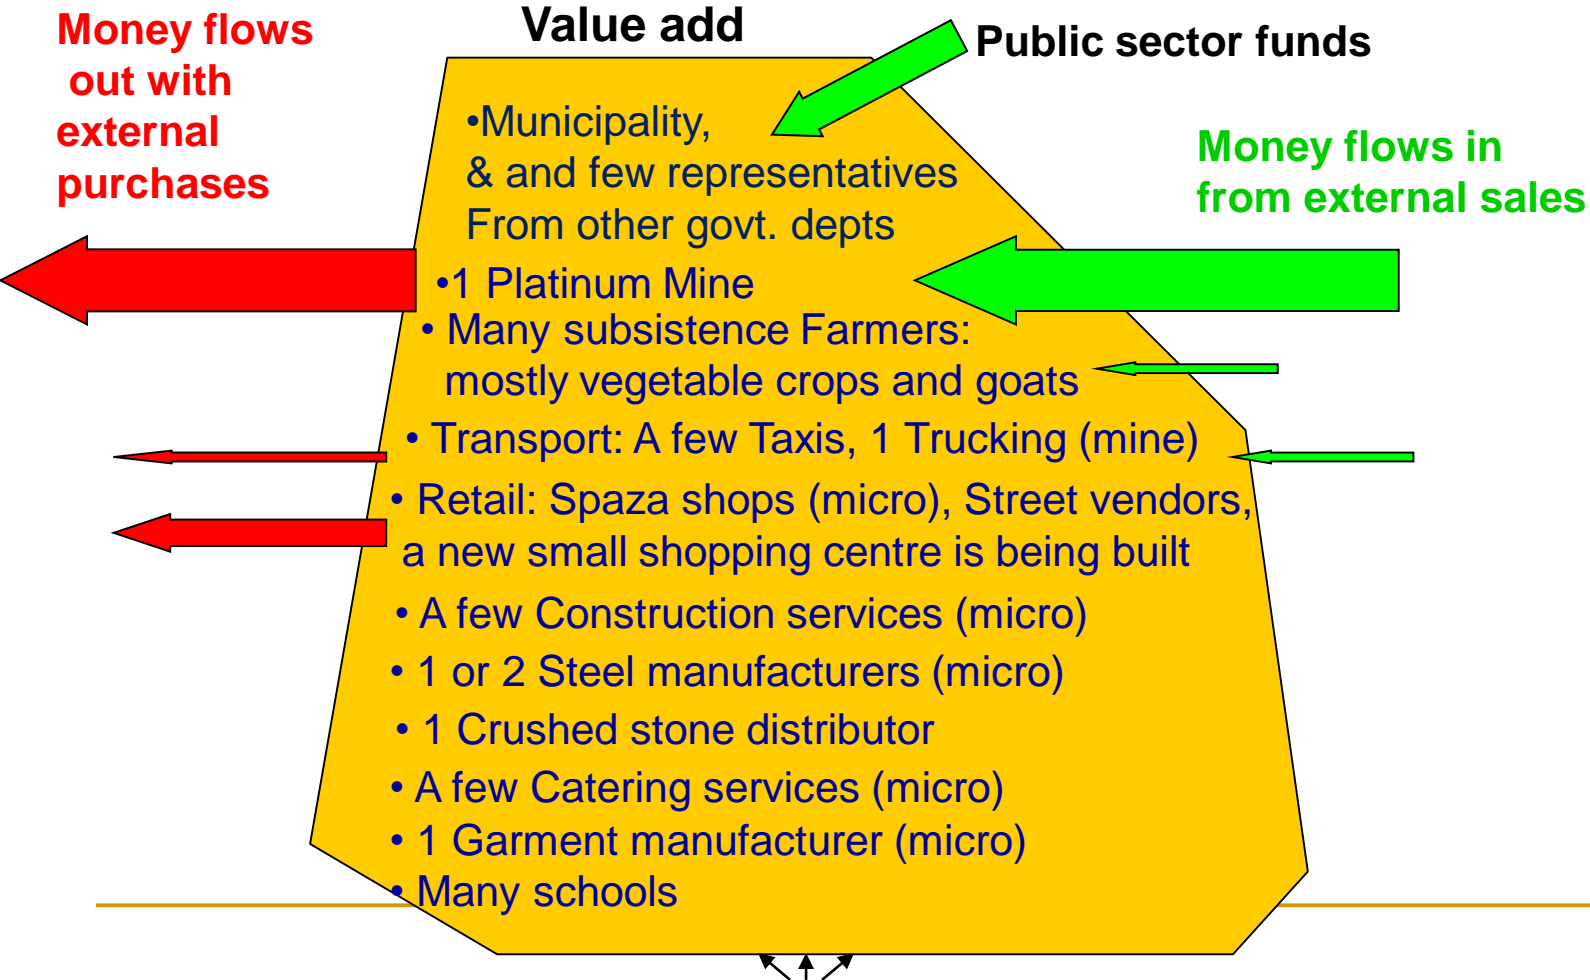 Money flows
out with
external
purchases
Value add
Public sector funds
Money flows in
from external sales
•Municipality,
& and few representatives
From other govt. depts
•1 Platinum Mine
• Many subsistence Farmers:
mostly vegetable crops and goats
• Transport: A few Taxis, 1 Trucking (mine)
• Retail: Spaza shops (micro), Street vendors,
a new small shopping centre is being built
• A few Construction services (micro)
• 1 or 2 Steel manufacturers (micro)
• 1 Crushed stone distributor
• A few Catering services (micro)
• 1 Garment manufacturer (micro)
• Many schools